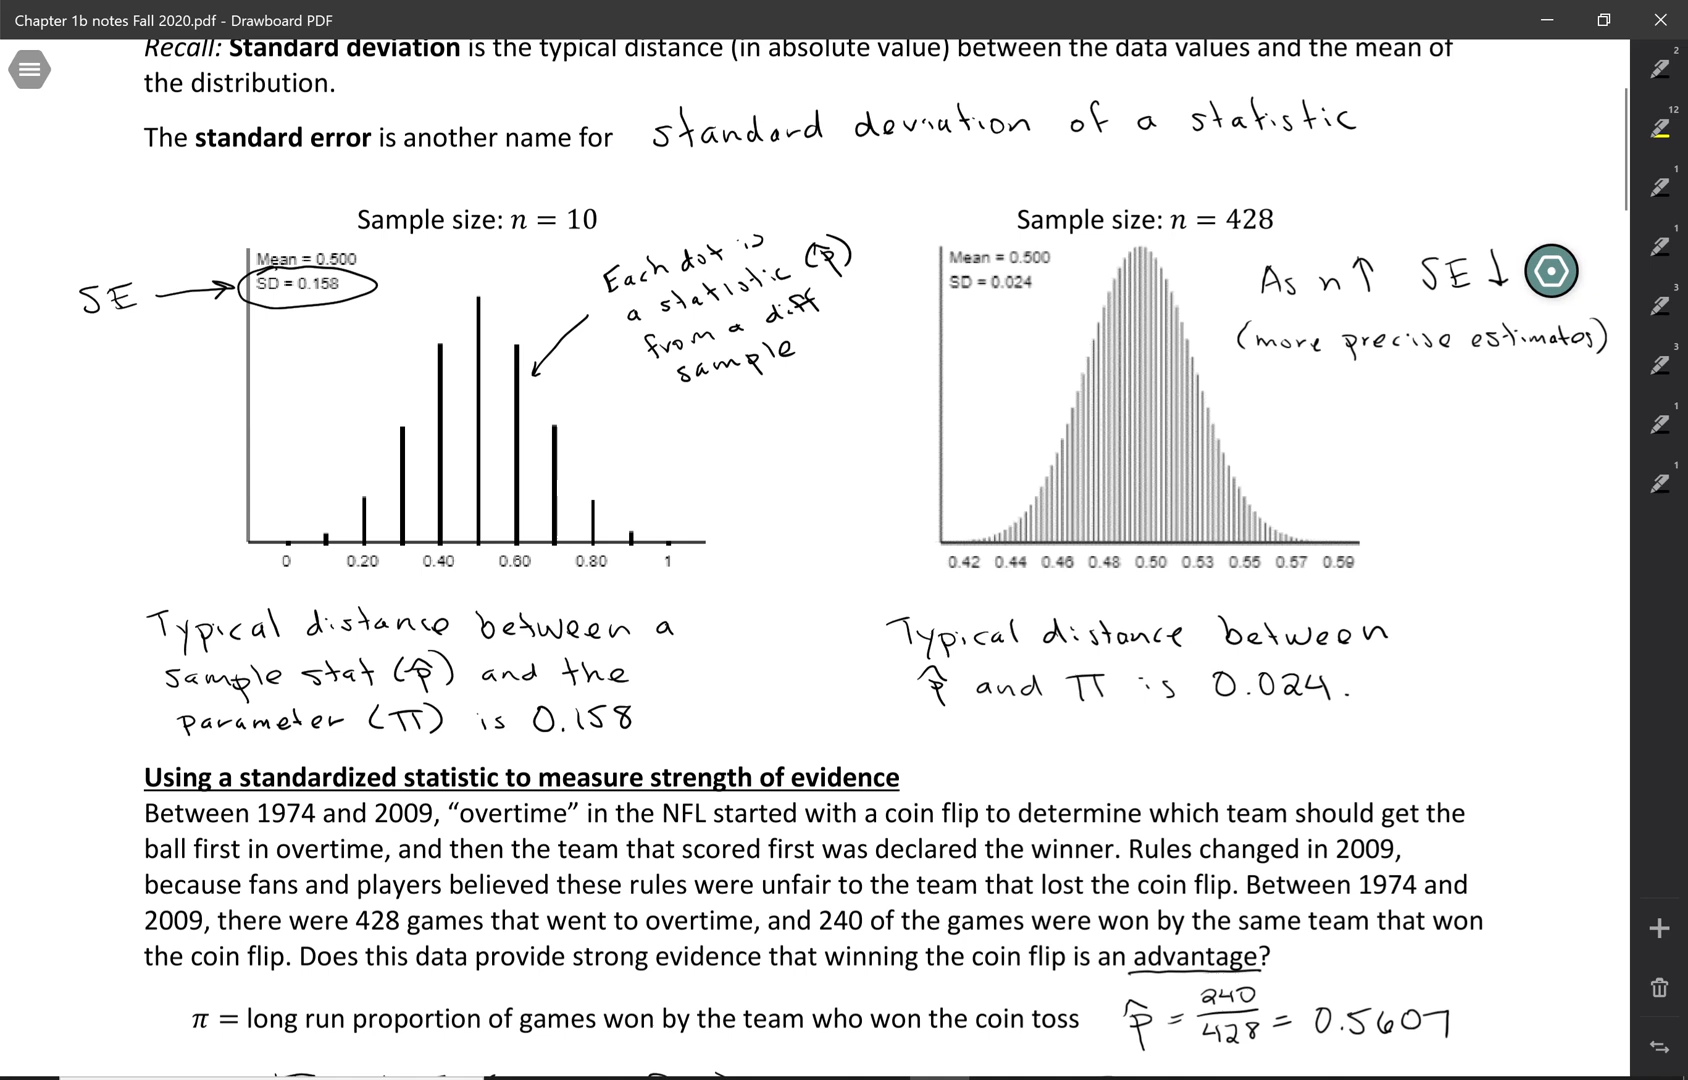 Chapter 1b notes Fall 2020.pdf - Drawboard PDF
Recall: Standard deviation is the typical distance (in absolute value) between the data values and the mean of
the distribution.
The standard error is another name for standard deviation of a statistic
Sample size: n = 10
Mean = 0.500
SD = 0.158
SE
Each dot is
a statistic (p̂)
from a diff
sample
0 0.20 0.40 0.60 0.80 1
Sample size: n = 428
Mean = 0.500
SD = 0.024
As n↑ SE↓
(more precise estimates)
0.42 0.44 0.46 0.48 0.50 0.53 0.55 0.57 0.59
Typical distance between a
sample stat (p̂) and the
parameter (π) is 0.158
Typical distance between
p̂ and π is 0.024.
Using a standardized statistic to measure strength of evidence
Between 1974 and 2009, “overtime” in the NFL started with a coin flip to determine which team should get the
ball first in overtime, and then the team that scored first was declared the winner. Rules changed in 2009,
because fans and players believed these rules were unfair to the team that lost the coin flip. Between 1974 and
2009, there were 428 games that went to overtime, and 240 of the games were won by the same team that won
the coin flip. Does this data provide strong evidence that winning the coin flip is an advantage?
π = long run proportion of games won by the team who won the coin toss p̂ = 240/428 = 0.5607
2
12
1
1
3
3
1
1